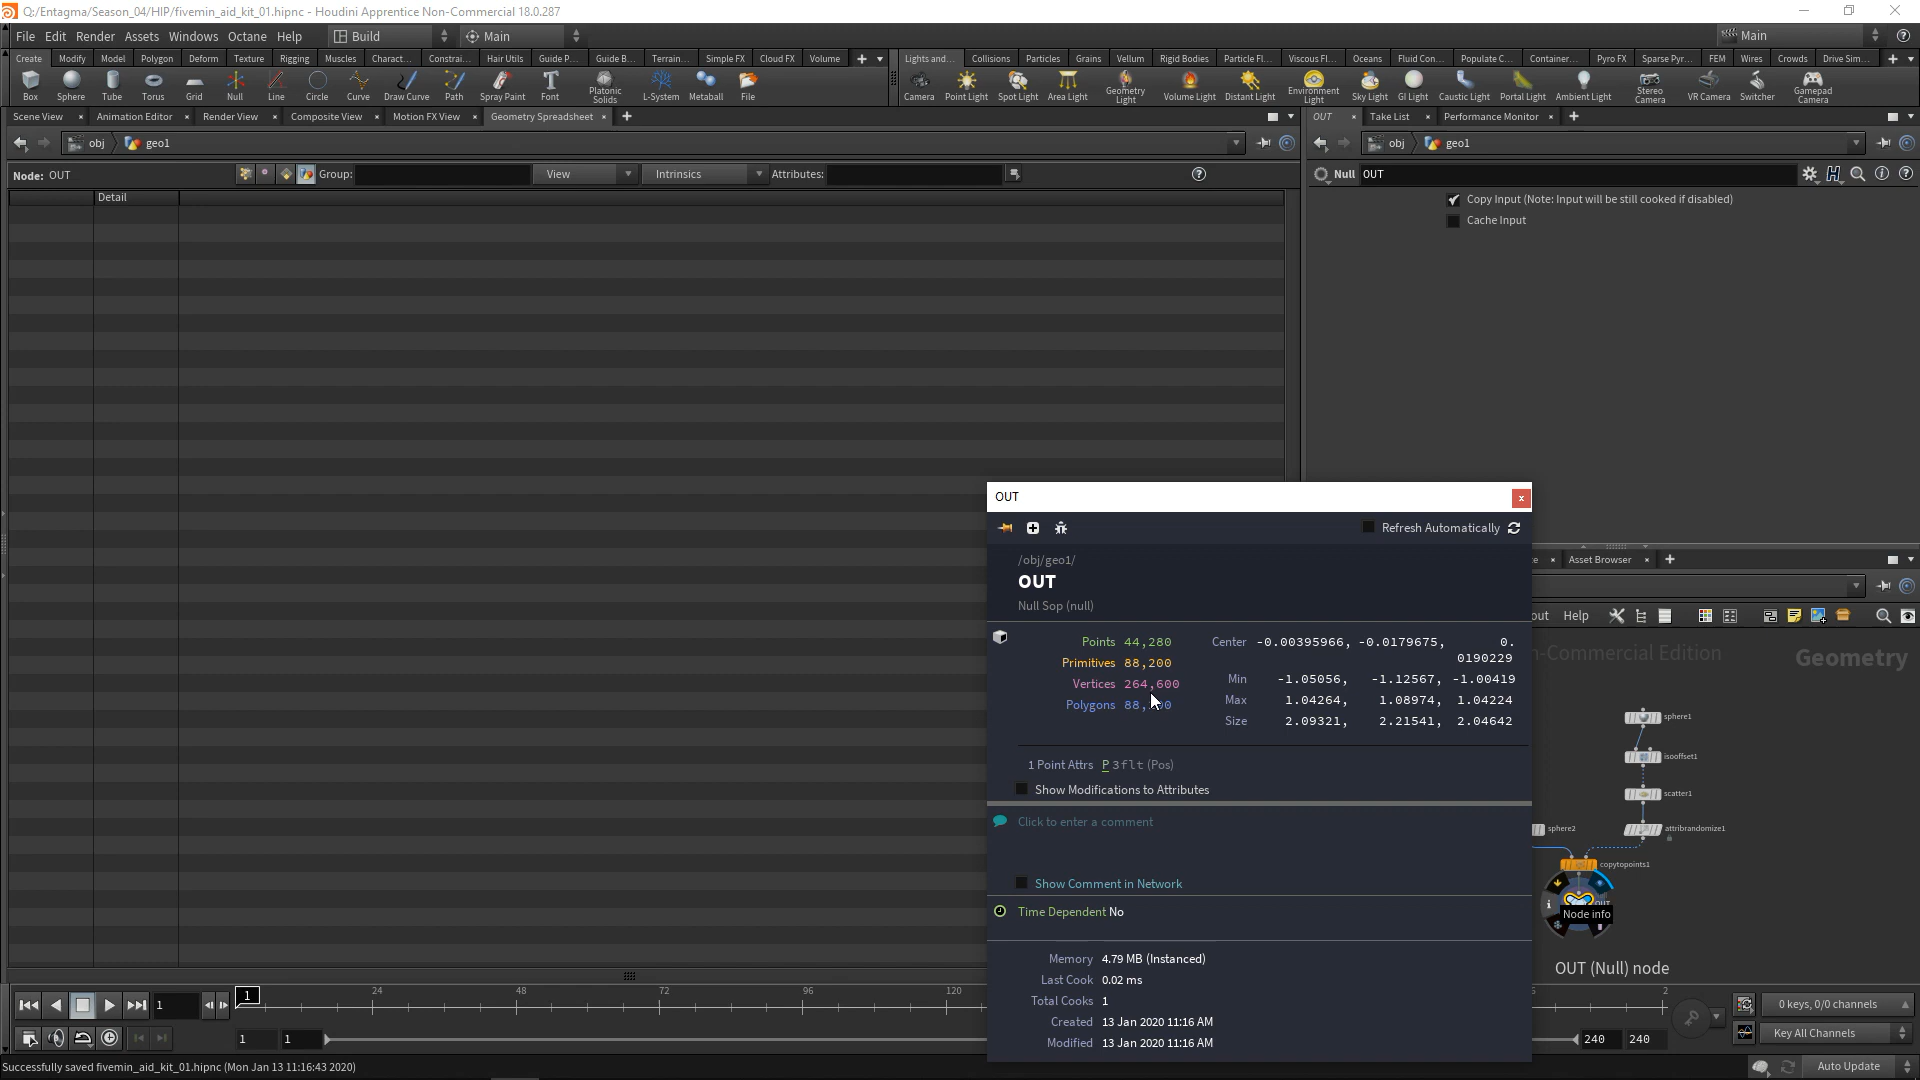 Q:/Entagma/Season_04/HIP/fivemin_aid_kit_01.hipnc - Houdini Apprentice Non-Commercial 18.0.287
File Edit Render Assets Windows Octane Help Build Main Main
Create Modify Model Polygon Deform Texture Rigging Muscles Charact... Constrai... Hair Utils Guide P... Guide B... Terrain... Simple FX Cloud FX Volume
Lights and... Collisions Particles Grains Vellum Rigid Bodies Particle Fl... Viscous Fl... Oceans Fluid Con... Populate C... Container... Pyro FX Sparse Pyr... FEM Wires Crowds Drive Sim...
Box Sphere Tube Torus Grid Null Line Circle Curve Draw Curve Path Spray Paint Font Platonic Solids L-System Metaball File
Camera Point Light Spot Light Area Light Geometry Light Volume Light Distant Light Environment Light Sky Light GI Light Caustic Light Portal Light Ambient Light Stereo Camera VR Camera Switcher Gamepad Camera
Scene View Animation Editor Render View Composite View Motion FX View Geometry Spreadsheet
OUT Take List Performance Monitor
obj geo1
obj geo1
Node: OUT Group: View Intrinsics Attributes:
Null OUT
Detail
Copy Input (Note: Input will be still cooked if disabled)
Cache Input
OUT
Refresh Automatically
/obj/geo1/
OUT
Null Sop (null)
Points 44,280
Primitives 88,200
Vertices 264,600
Polygons
Center -0.00395966, -0.0179675, 0.
0190229
Min -1.05056, -1.12567, -1.00419
Max 1.04264, 1.08974, 1.04224
Size 2.09321, 2.21541, 2.04642
1 Point Attrs P 3flt (Pos)
Show Modifications to Attributes
Click to enter a comment
Show Comment in Network
Time Dependent No
Memory 4.79 MB (Instanced)
Last Cook 0.02 ms
Total Cooks 1
Created 13 Jan 2020 11:16 AM
Modified 13 Jan 2020 11:16 AM
Asset Browser
Help
n-Commercial Edition Geometry
sphere1
isooffset1
scatter1
sphere2 attribrandomize1
copytopoints1
OUT
Node info
OUT (Null) node
1 1 24 48 72 96 120 2
0 keys, 0/0 channels
1 1 240 240
Key All Channels
Successfully saved fivemin_aid_kit_01.hipnc (Mon Jan 13 11:16:43 2020)
Auto Update